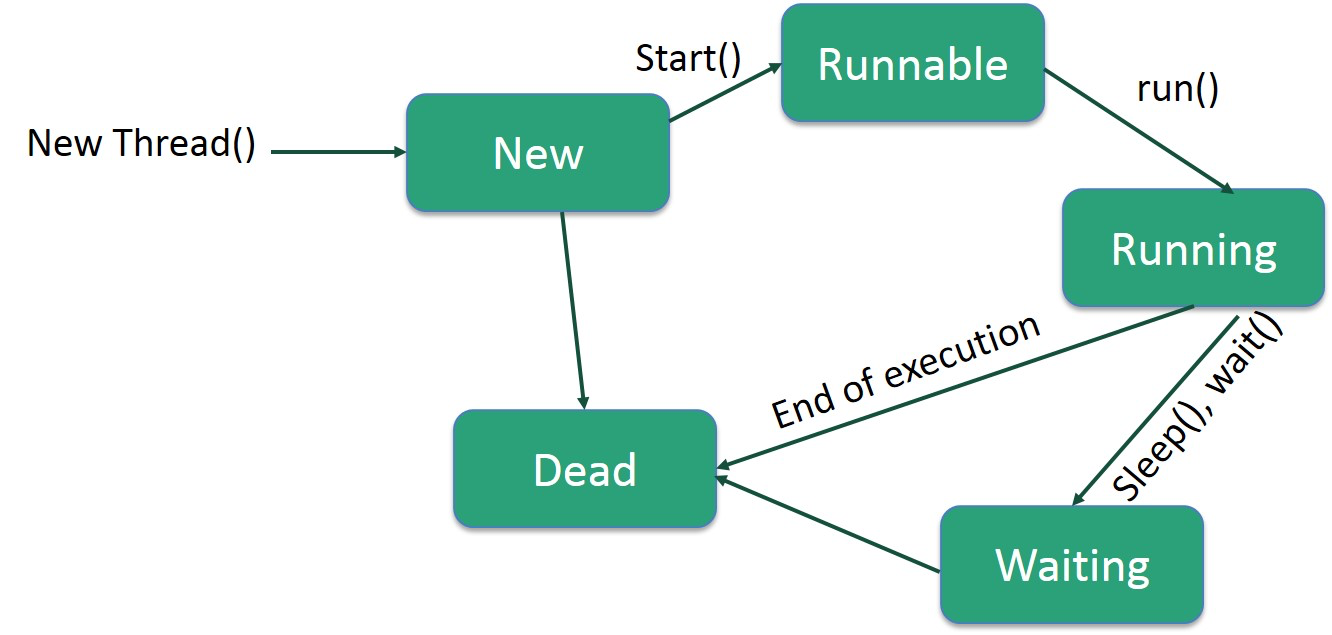 New Thread()
New
Start()
Runnable
run()
Running
End of execution
Sleep(), wait()
Dead
Waiting